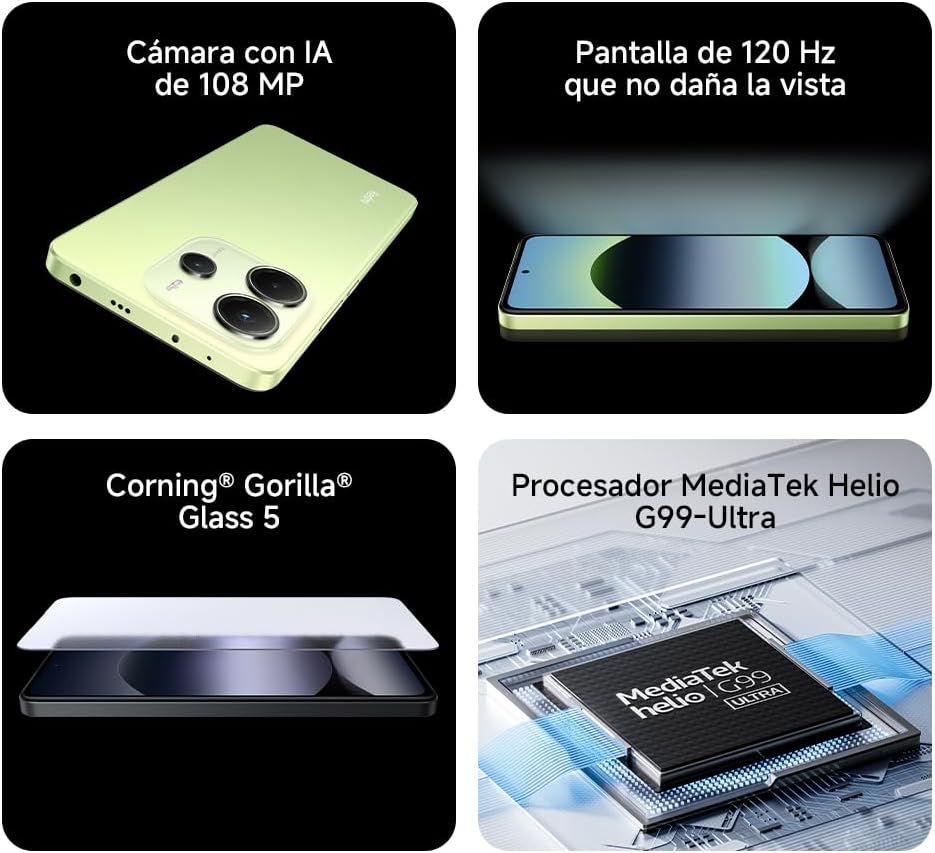 Cámara con IA
de 108 MP
Pantalla de 120 Hz
que no daña la vista
Corning® Gorilla®
Glass 5
Procesador MediaTek Helio
G99-Ultra
MediaTek
helio | G99
ULTRA